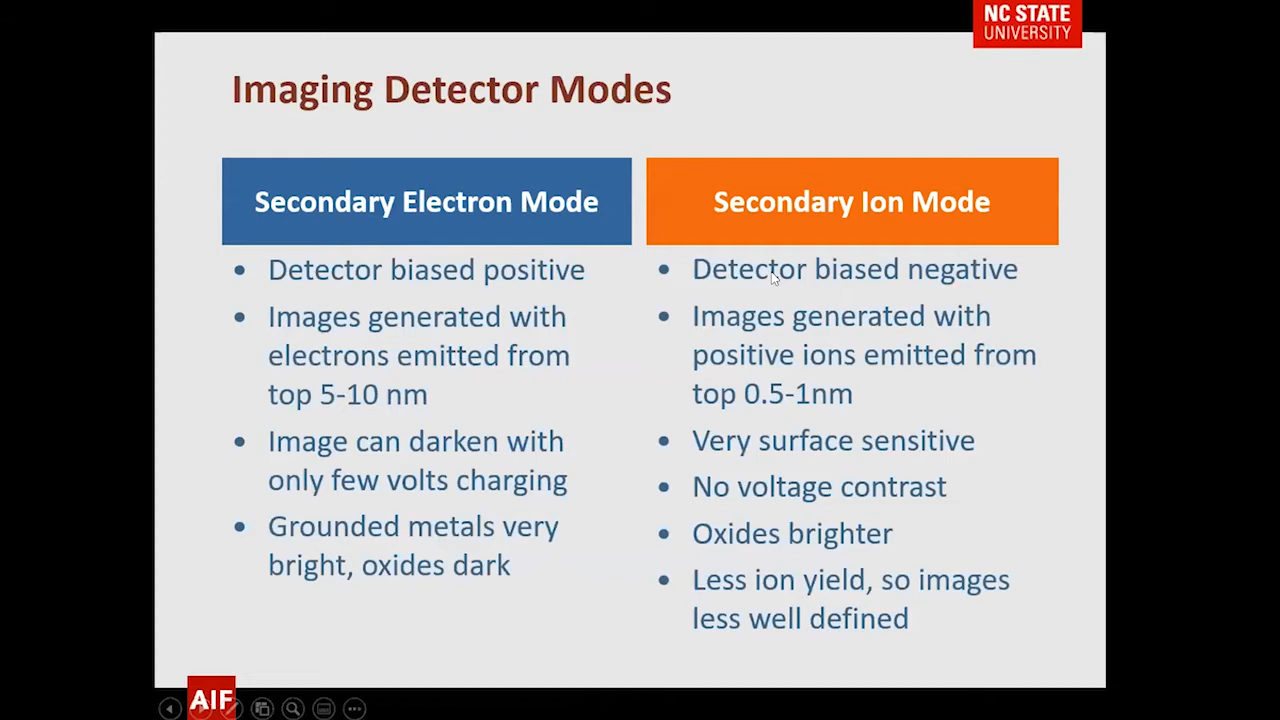 NC STATE
UNIVERSITY
Imaging Detector Modes
Secondary Electron Mode
• Detector biased positive
• Images generated with
electrons emitted from
top 5-10 nm
• Image can darken with
only few volts charging
• Grounded metals very
bright, oxides dark
Secondary Ion Mode
• Detector biased negative
• Images generated with
positive ions emitted from
top 0.5-1nm
• Very surface sensitive
• No voltage contrast
• Oxides brighter
• Less ion yield, so images
less well defined
AIF